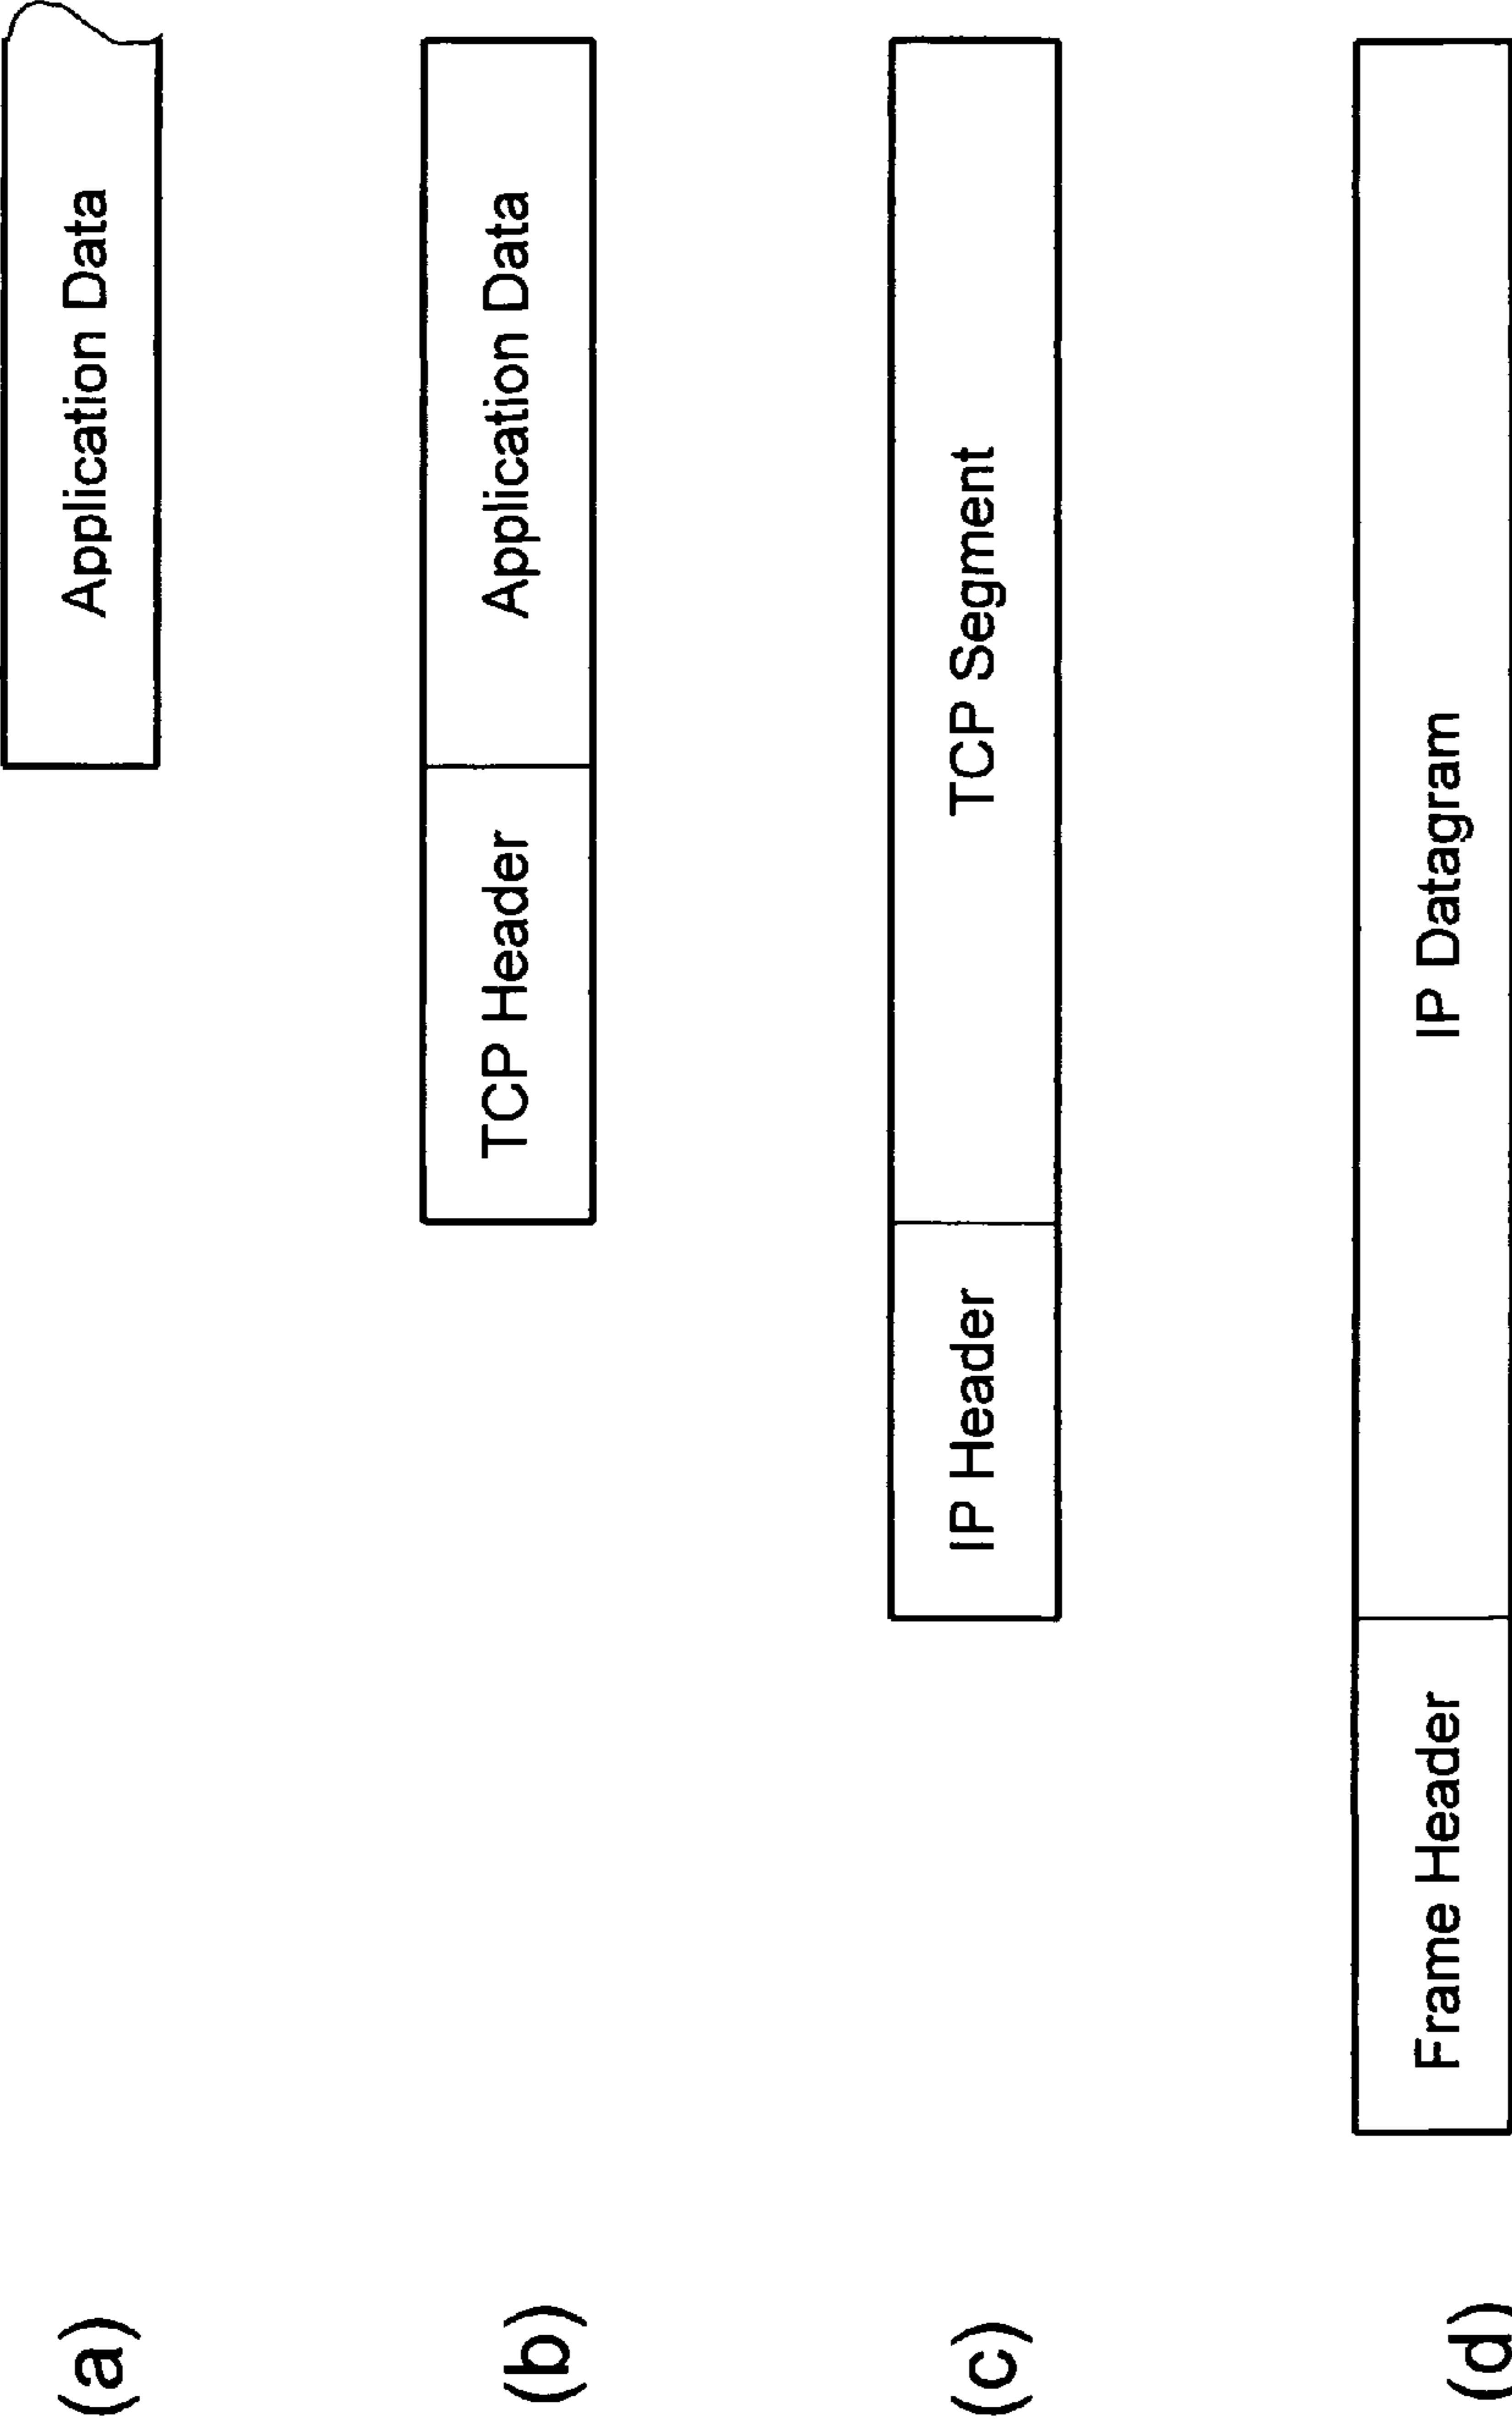 (a) Application Data
(b) TCP Header Application Data
(c) IP Header TCP Segment
(d) Frame Header IP Datagram